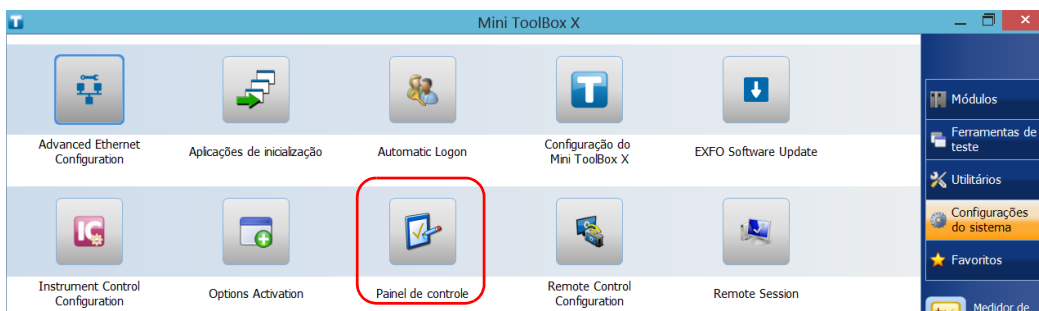 Mini ToolBox X
Advanced Ethernet
Configuration
Aplicações de inicialização
Automatic Logon
Configuração do
Mini ToolBox X
EXFO Software Update
Instrument Control
Configuration
Options Activation
Painel de controle
Remote Control
Configuration
Remote Session
Módulos
Ferramentas de
teste
Utilitários
Configurações
do sistema
Favoritos
Medidor de